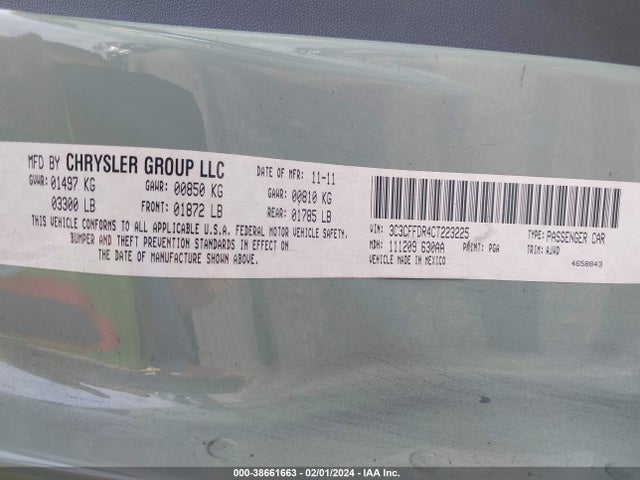 MFD BY CHRYSLER GROUP LLC DATE OF MFR: 11-11
GVWR: 01497 KG GAWR: 00850 KG GAWR: 00810 KG
03300 LB FRONT: 01872 LB REAR: 01785 LB
THIS VEHICLE CONFORMS TO ALL APPLICABLE U.S.A. FEDERAL MOTOR VEHICLE SAFETY,
BUMPER AND THEFT PREVENTION STANDARDS IN EFFECT ON
THE DATE OF MANUFACTURE SHOWN ABOVE.
VIN: 3C3CFFDR4CT223225 TYPE: PASSENGER CAR
MDH: 111209 630AA PAINT: PGA TRIM: AJAD
VEHICLE MADE IN MEXICO 4658843
000-38661663 - 02/01/2024 - IAA Inc.